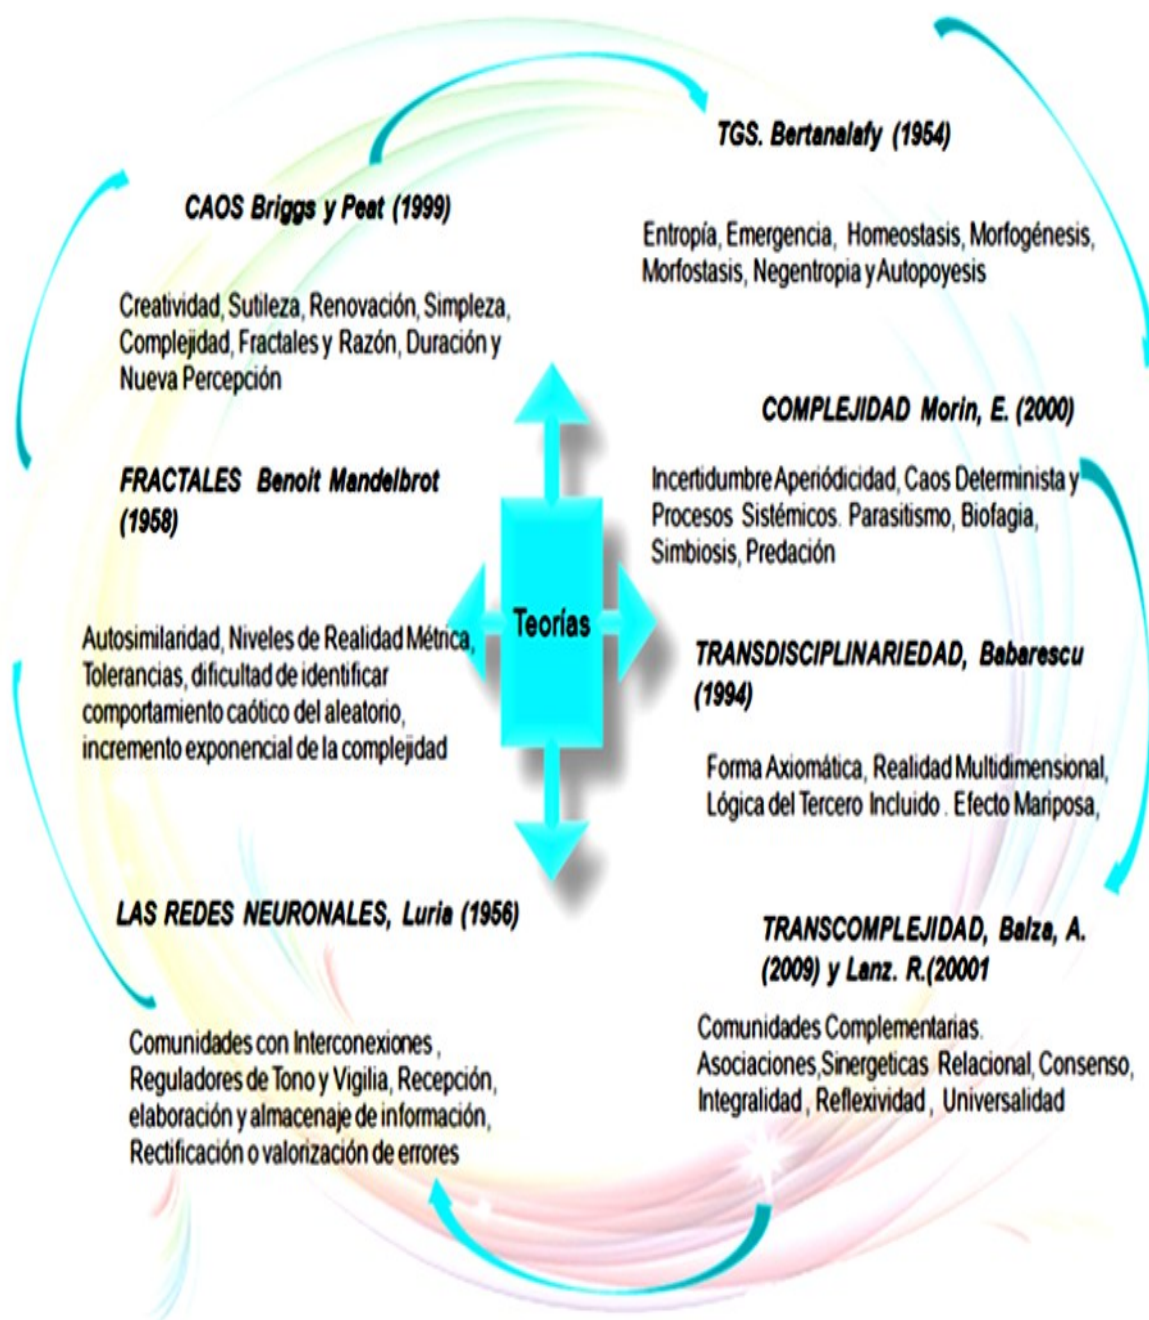 TGS. Bertanalafy (1954)
Entropía, Emergencia, Homeostasis, Morfogénesis,
Morfostasis, Negentropia y Autopoyesis
CAOS Briggs y Peat (1999)
Creatividad, Sutileza, Renovación, Simpleza,
Complejidad, Fractales y Razón, Duración y
Nueva Percepción
COMPLEJIDAD Morin, E. (2000)
Incertidumbre Aperiódicidad, Caos Determinista y
Procesos Sistémicos. Parasitismo, Biofagia,
Simbiosis, Predación
FRACTALES Benoit Mandelbrot
(1958)
Autosimilaridad, Niveles de Realidad Métrica,
Tolerancias, dificultad de identificar
comportamiento caótico del aleatorio,
incremento exponencial de la complejidad
Teorías
TRANSDISCIPLINARIEDAD, Babarescu
(1994)
Forma Axiomática, Realidad Multidimensional,
Lógica del Tercero Incluido . Efecto Mariposa,
LAS REDES NEURONALES, Luria (1956)
Comunidades con Interconexiones ,
Reguladores de Tono y Vigilia, Recepción,
elaboración y almacenaje de información,
Rectificación o valorización de errores
TRANSCOMPLEJIDAD, Balza, A.
(2009) y Lanz. R.(20001
Comunidades Complementarias.
Asociaciones,Sinergeticas Relacional, Consenso,
Integralidad , Reflexividad , Universalidad